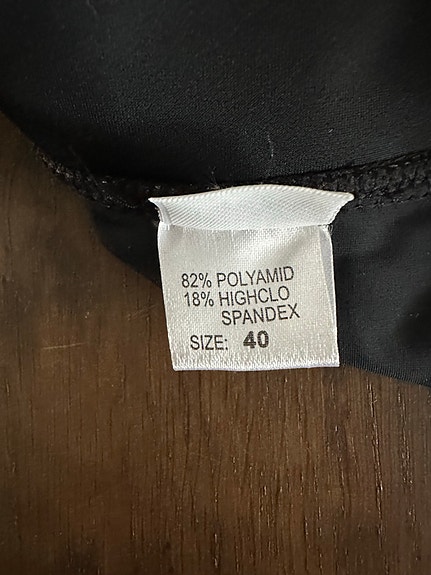 82% POLYAMID
18% HIGHCLO
SPANDEX
SIZE: 40